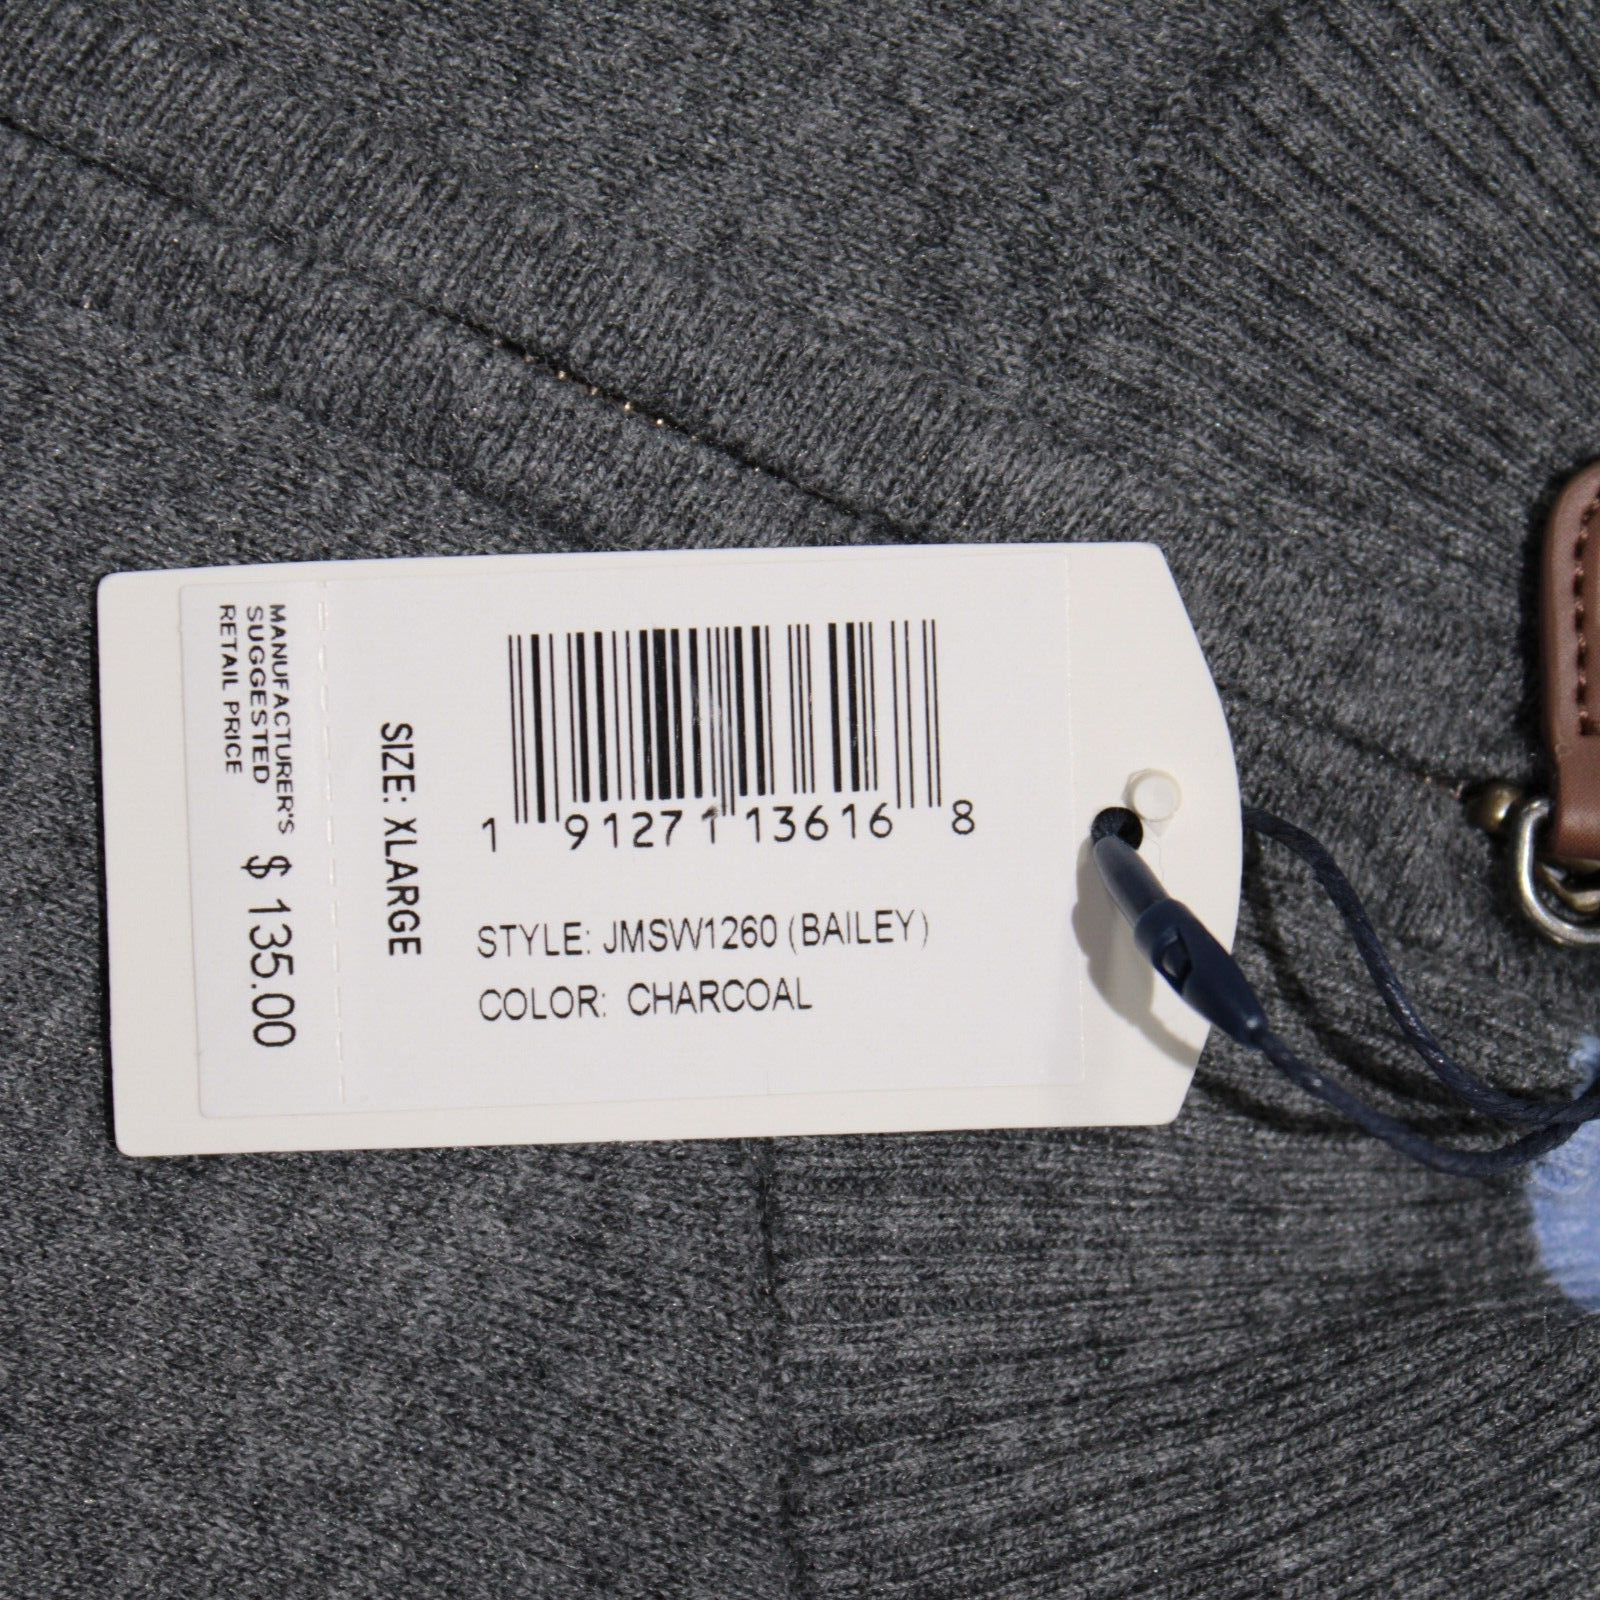 1 91271 13616 8
STYLE: JMSW1260 (BAILEY)
COLOR: CHARCOAL
SIZE: XLARGE
MANUFACTURER'S
SUGGESTED
RETAIL PRICE
$ 135.00